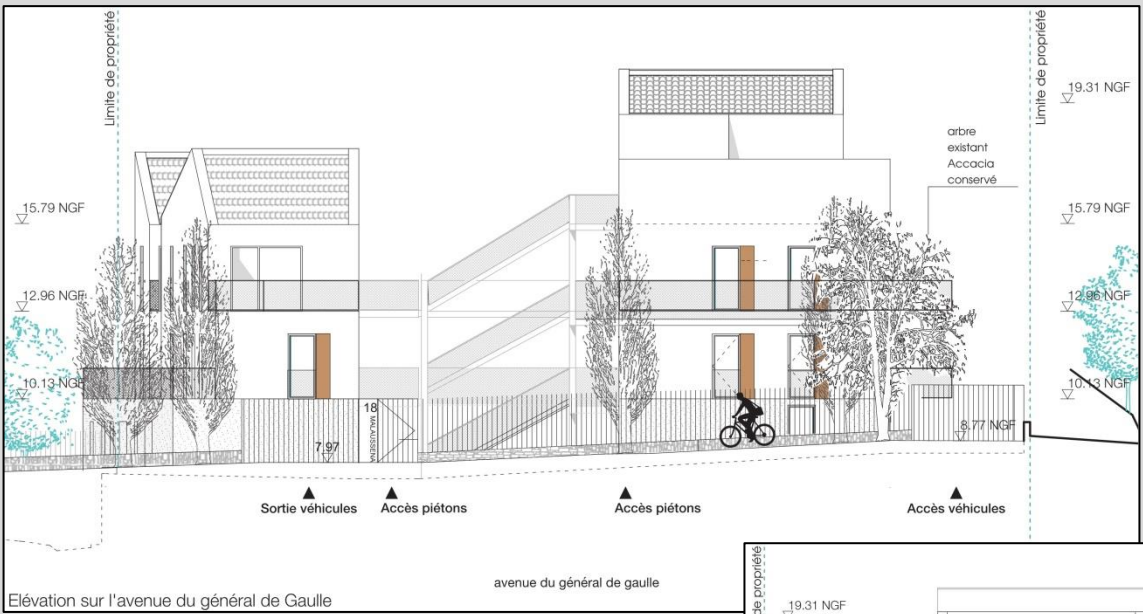 Limite de propriété
Limite de propriété
19.31 NGF
arbre
existant
Accacia
conservé
15.79 NGF
15.79 NGF
12.96 NGF
12.96 NGF
10.13 NGF
10.13 NGF
18
MALAUSSENA
7.97
8.77 NGF
Sortie véhicules
Accès piétons
Accès piétons
Accès véhicules
avenue du général de gaulle
Elévation sur l'avenue du général de Gaulle
de propriété
19.31 NGF